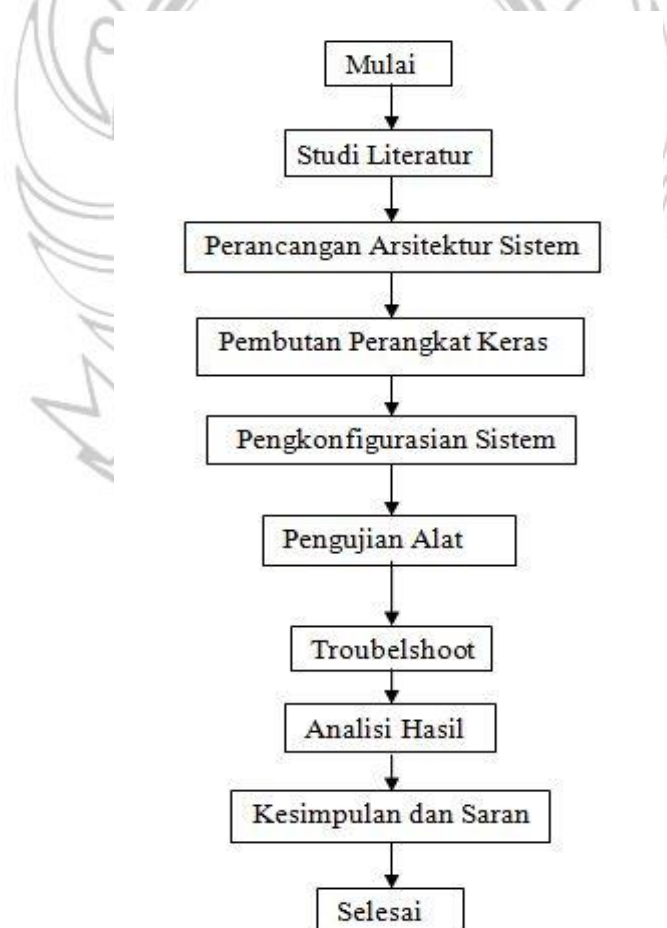 Mulai
Studi Literatur
Perancangan Arsitektur Sistem
Pembutan Perangkat Keras
Pengkonfigurasian Sistem
Pengujian Alat
Troubelshoot
Analisi Hasil
Kesimpulan dan Saran
Selesai